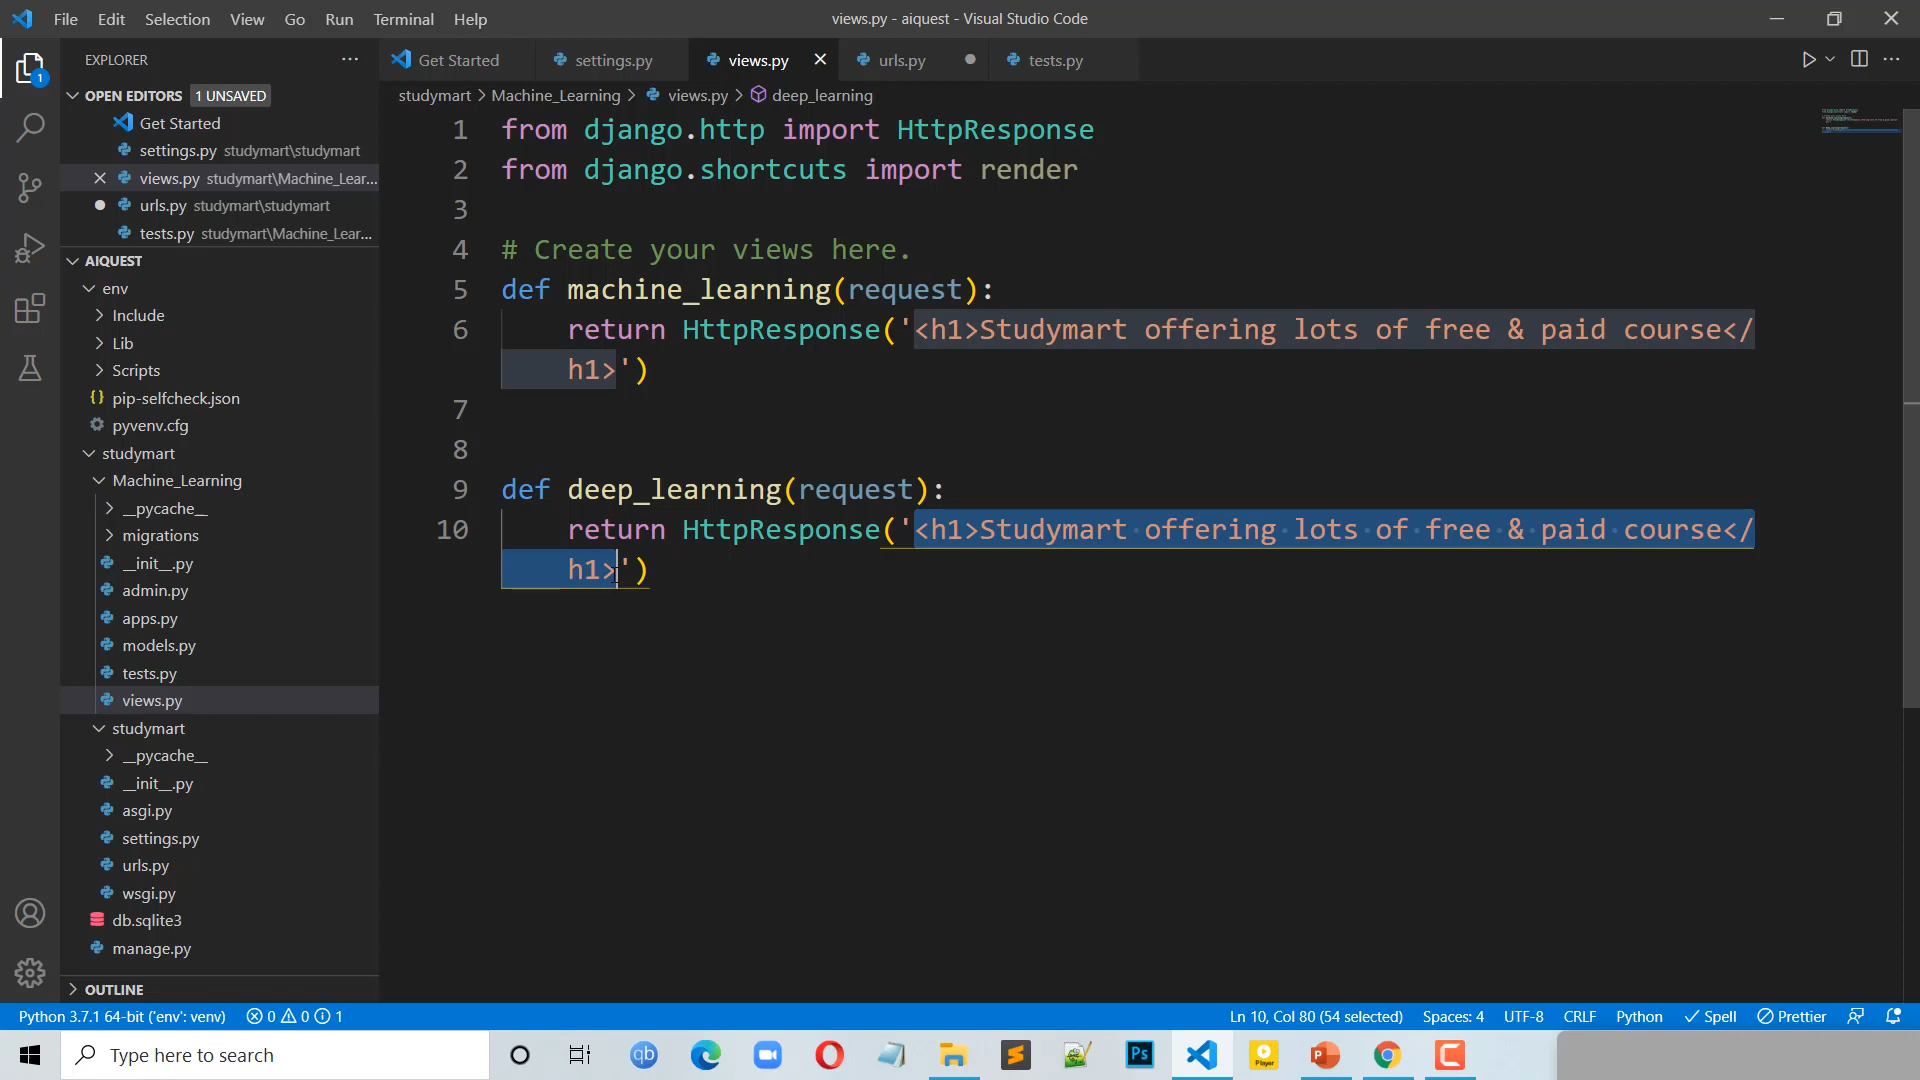 File Edit Selection View Go Run Terminal Help
views.py - aiquest - Visual Studio Code
EXPLORER
Get Started
settings.py
views.py
urls.py
tests.py
OPEN EDITORS 1 UNSAVED
Get Started
settings.py studymart\studymart
views.py studymart\Machine_Lear...
urls.py studymart\studymart
tests.py studymart\Machine_Lear...
AIQUEST
env
Include
Lib
Scripts
pip-selfcheck.json
pyvenv.cfg
studymart
Machine_Learning
__pycache__
migrations
__init__.py
admin.py
apps.py
models.py
tests.py
views.py
studymart
__pycache__
__init__.py
asgi.py
settings.py
urls.py
wsgi.py
db.sqlite3
manage.py
OUTLINE
studymart > Machine_Learning > views.py > deep_learning
1 from django.http import HttpResponse
2 from django.shortcuts import render
3
4 # Create your views here.
5 def machine_learning(request):
6 return HttpResponse('<h1>Studymart offering lots of free & paid course</
h1>')
7
8
9 def deep_learning(request):
10 return HttpResponse('<h1>Studymart offering lots of free & paid course</
h1>')
Python 3.7.1 64-bit ('env': venv) 0 0 1
Ln 10, Col 80 (54 selected) Spaces: 4 UTF-8 CRLF Python Spell Prettier
Type here to search
qb
Ps
Player
P
C